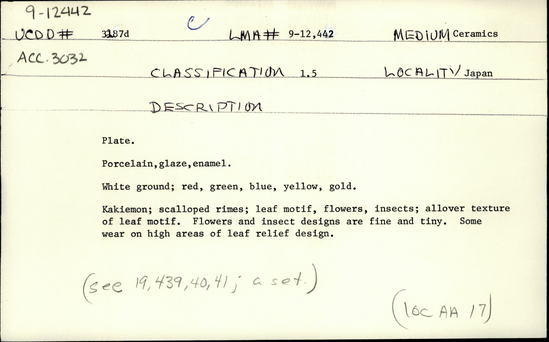 9-12442
C
UCDD# 3187d LMA# 9-12,442 MEDIUM Ceramics
ACC. 3032
CLASSIFICATION 1.5 LOCALITY Japan
DESCRIPTION
Plate.
Porcelain,glaze,enamel.
White ground; red, green, blue, yellow, gold.
Kakiemon; scalloped rimes; leaf motif, flowers, insects; allover texture
of leaf motif. Flowers and insect designs are fine and tiny. Some
wear on high areas of leaf relief design.
(see 19,439,40,41; a set.)
(LOC AA 17)